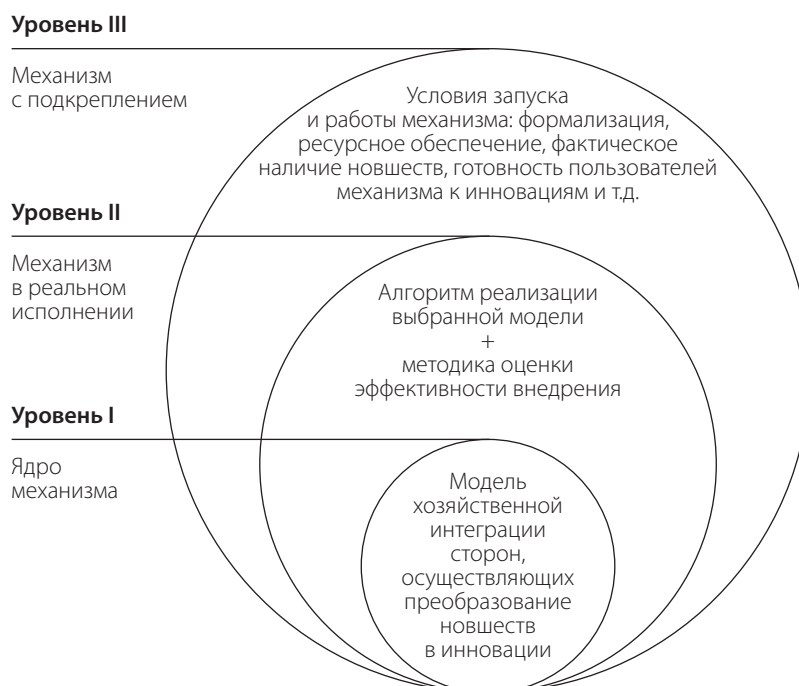 Уровень III
Механизм
с подкреплением
Условия запуска
и работы механизма: формализация,
ресурсное обеспечение, фактическое
наличие новшеств, готовность пользователей
механизма к инновациям и т.д.
Уровень II
Механизм
в реальном
исполнении
Алгоритм реализации
выбранной модели
+
методика оценки
эффективности внедрения
Уровень I
Ядро
механизма
Модель
хозяйственной
интеграции
сторон,
осуществляющих
преобразование
новшеств
в инновации